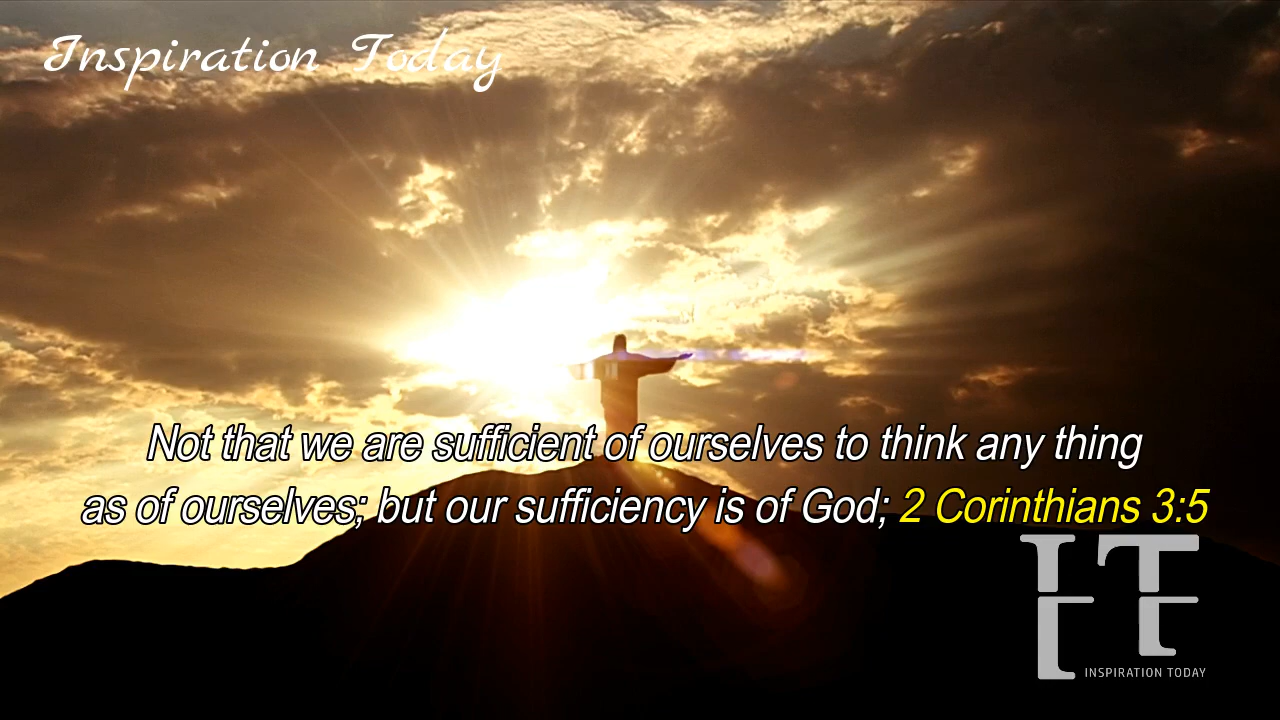 Inspiration Today
Not that we are sufficient of ourselves to think any thing
as of ourselves; but our sufficiency is of God; 2 Corinthians 3:5
IT
INSPIRATION TODAY